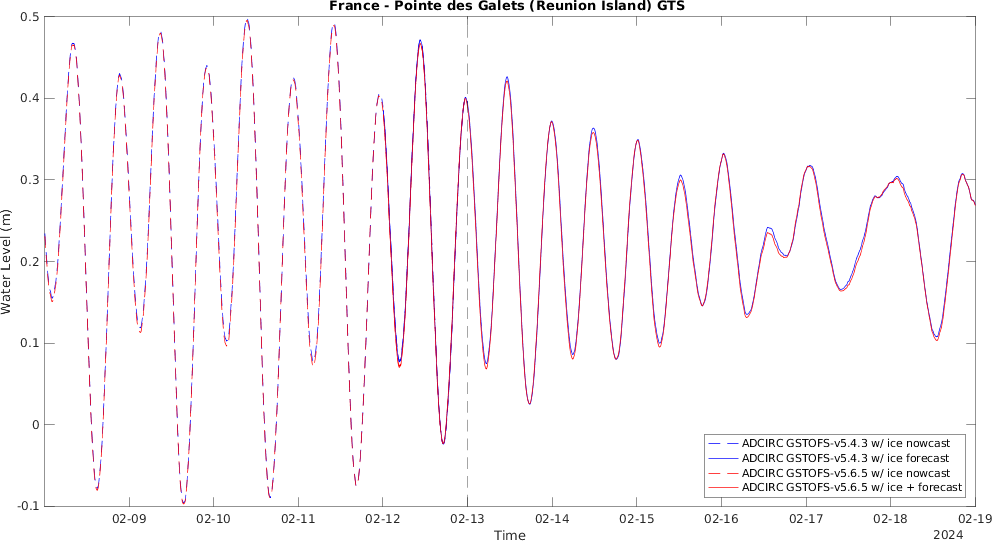 France - Pointe des Galets (Reunion Island) GTS
0.5
0.4
0.3
0.2
0.1
0
-0.1
Water Level (m)
ADCIRC GSTOFS-v5.4.3 w/ ice nowcast
ADCIRC GSTOFS-v5.4.3 w/ ice forecast
ADCIRC GSTOFS-v5.6.5 w/ ice nowcast
ADCIRC GSTOFS-v5.6.5 w/ ice + forecast
02-09 02-10 02-11 02-12 02-13 02-14 02-15 02-16 02-17 02-18 02-19
Time
2024